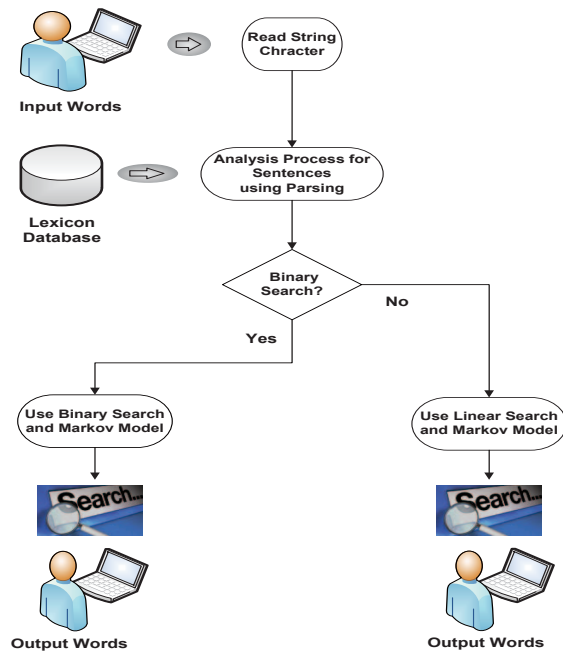 Read String
Chracter
Input Words
Analysis Process for
Sentences
using Parsing
Lexicon
Database
Binary
Search?
No
Yes
Use Binary Search
and Markov Model
Use Linear Search
and Markov Model
Search...
Search...
Output Words
Output Words